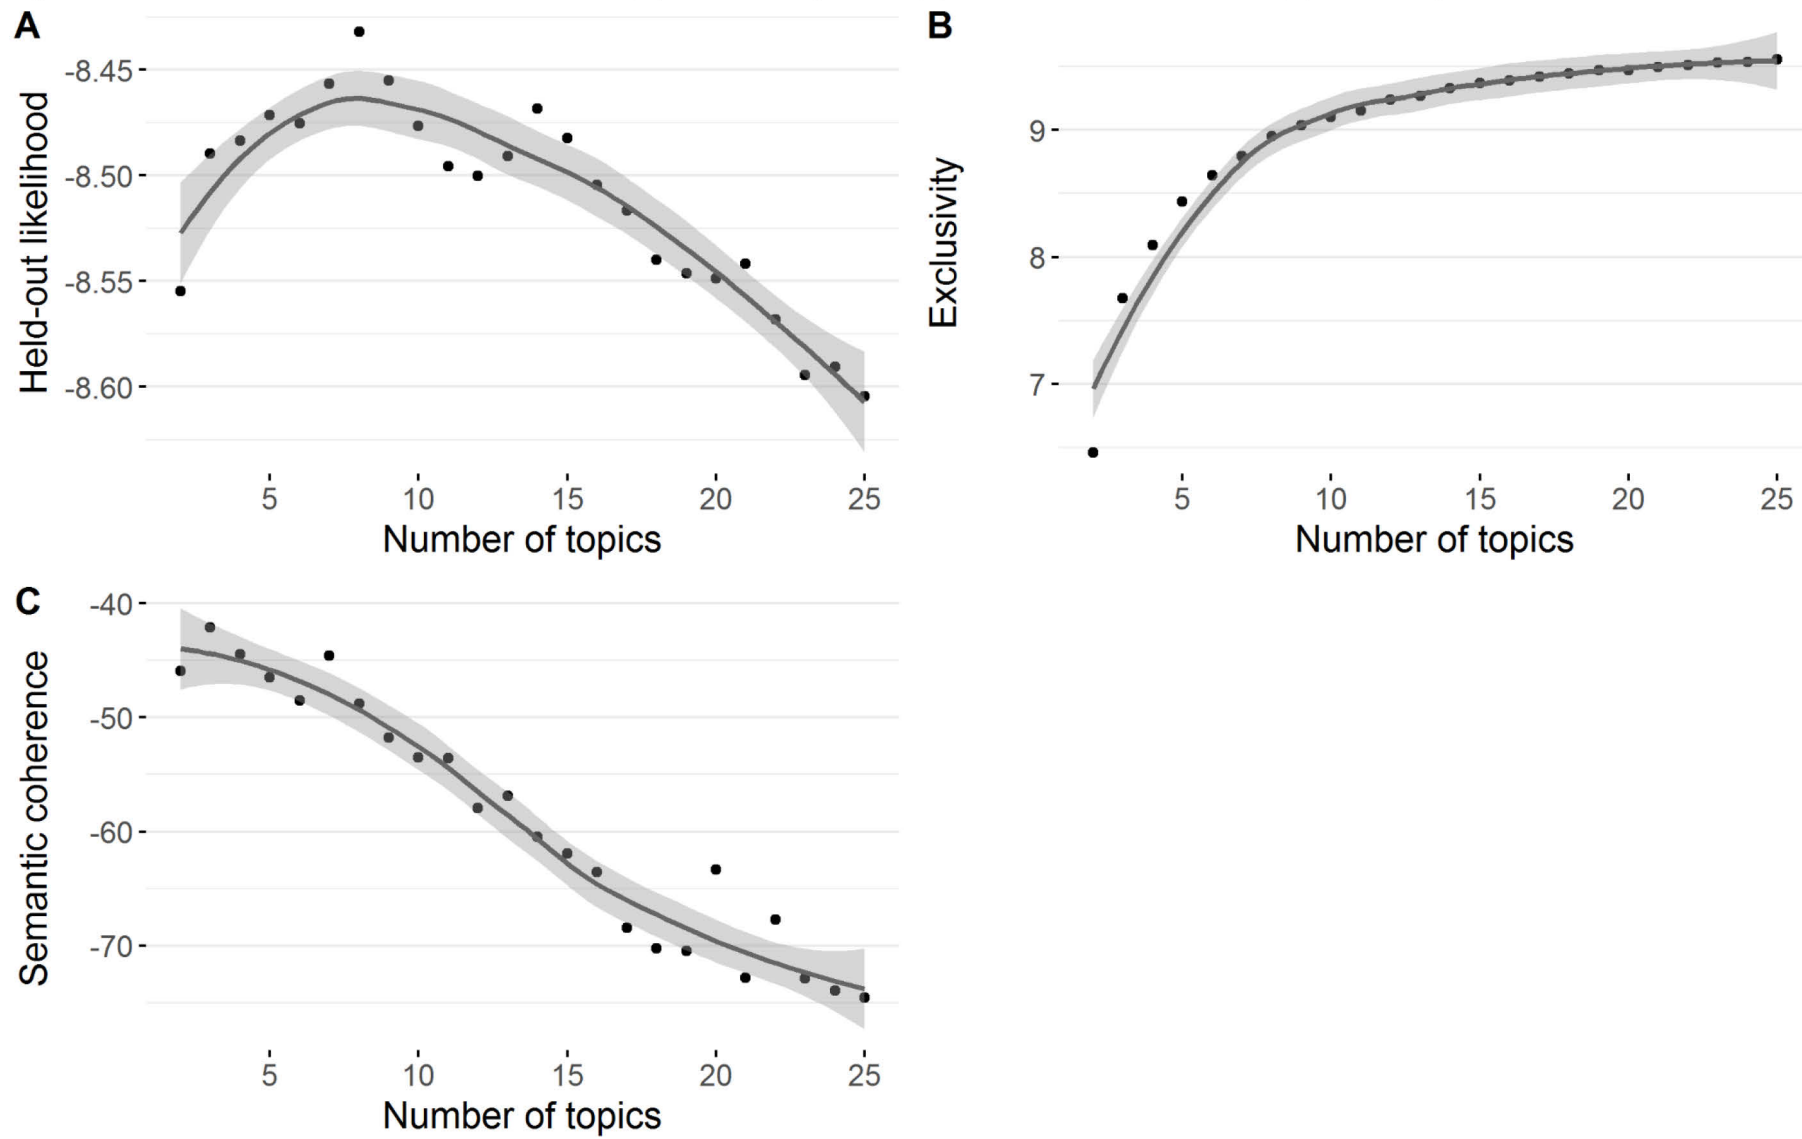 A
Held-out likelihood
-8.45
-8.50
-8.55
-8.60
5 10 15 20 25
Number of topics
B
Exclusivity
9
8
7
5 10 15 20 25
Number of topics
C
Semantic coherence
-40
-50
-60
-70
5 10 15 20 25
Number of topics